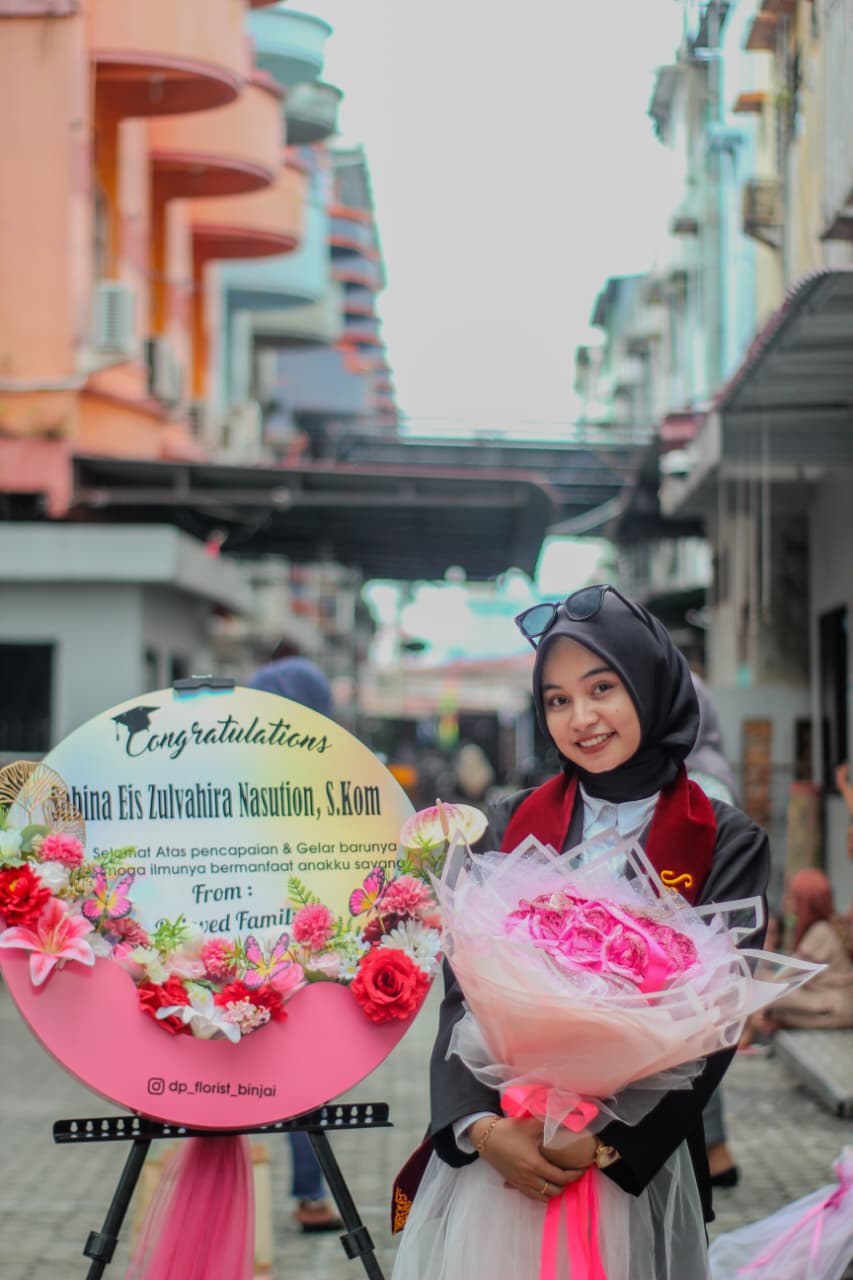 Congratulations
Eis Zulvahira Nasution, S.Kom
Selamat Atas pencapaian & Gelar barunya
ilmunya bermanfaat anakku sayang
From :
dp_florist_binjai